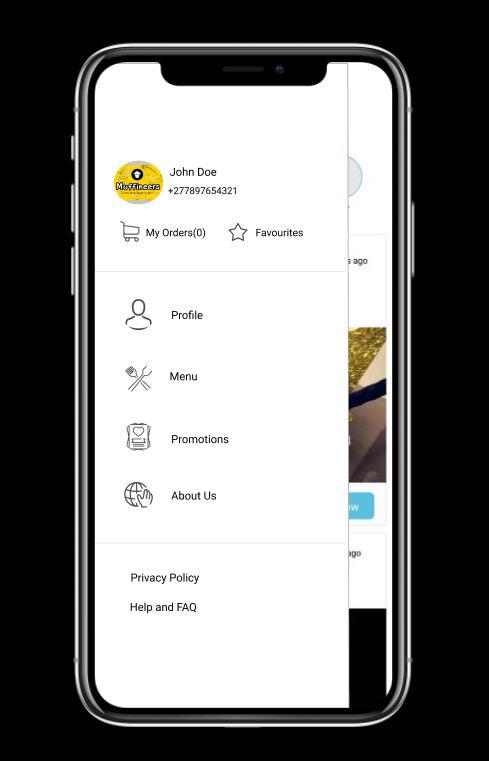 John Doe
Muffineers
+277897654321
My Orders(0)
Favourites
s ago
Profile
Menu
Promotions
About Us
ow
ago
Privacy Policy
Help and FAQ